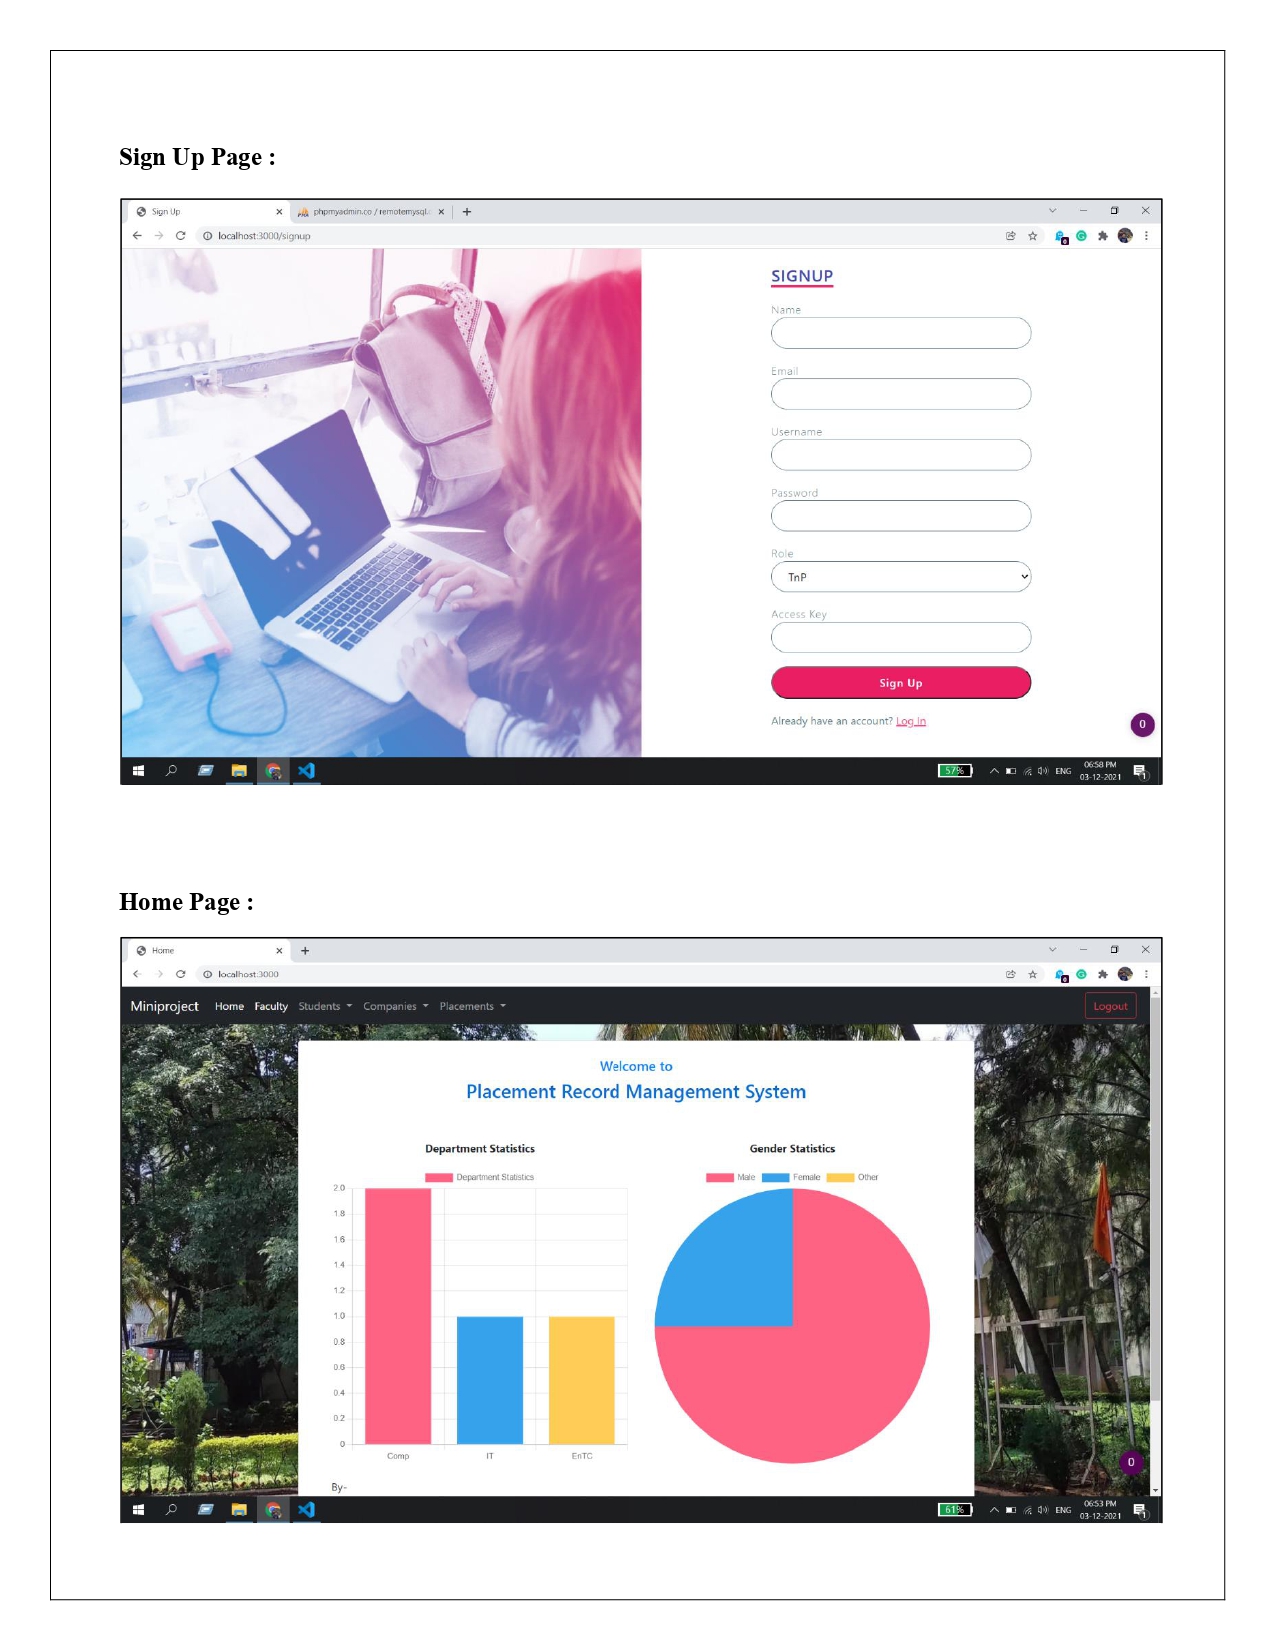 Sign Up Page :
Sign Up
phpmyadmin.co / remotemysql.
localhost:3000/signup
SIGNUP
Name
Email
Username
Password
Role
TnP
Access Key
Sign Up
Already have an account? Log In
0
57%
ENG
06:58 PM
03-12-2021
1
Home Page :
Home
localhost:3000
Miniproject Home Faculty Students Companies Placements Logout
Welcome to
Placement Record Management System
Department Statistics
Gender Statistics
Department Statistics
Male Female Other
2.0
1.8
1.6
1.4
1.2
1.0
0.8
0.6
0.4
0.2
0
Comp IT EnTC
By-
0
61%
ENG
06:53 PM
03-12-2021
1